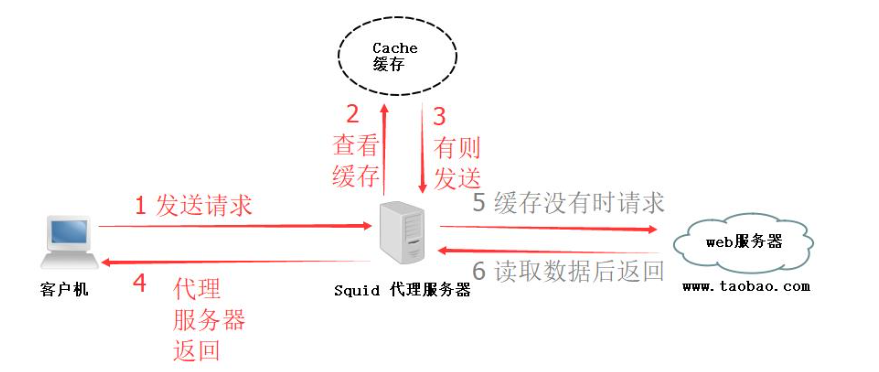 Cache
缓存
2
查看
缓存
3
有则
发送
1 发送请求
5 缓存没有时请求
web服务器
4
代理
服务器
返回
6 读取数据后返回
客户机
Squid 代理服务器
www.taobao.com